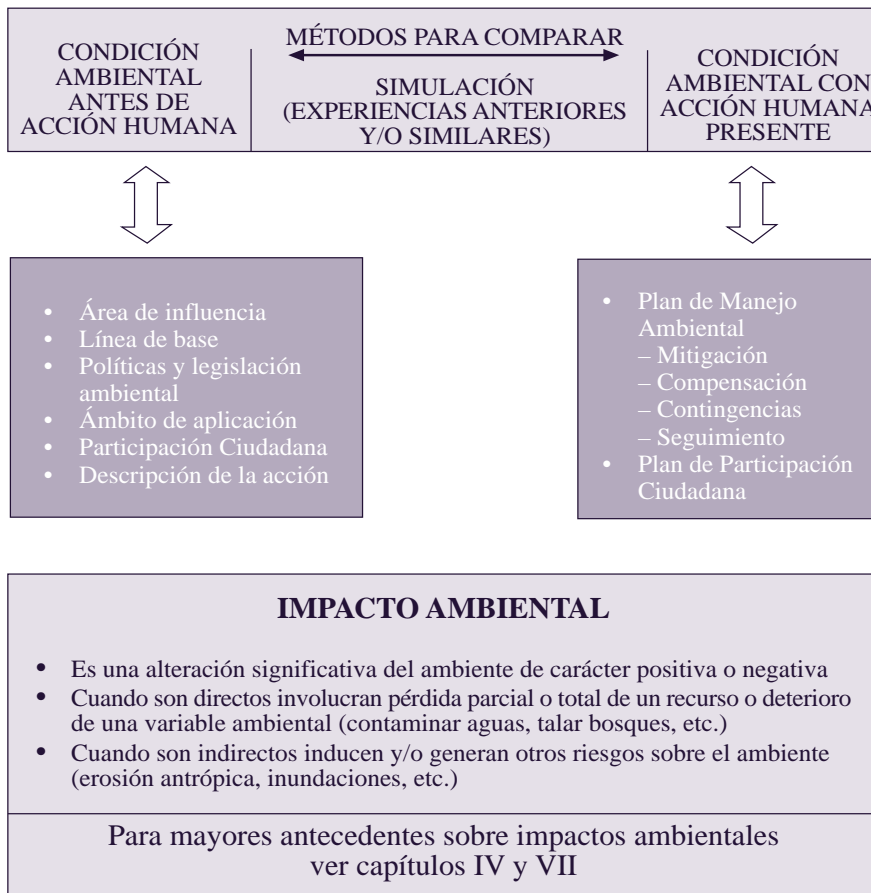 CONDICIÓN
AMBIENTAL
ANTES DE
ACCIÓN HUMANA
MÉTODOS PARA COMPARAR
SIMULACIÓN
(EXPERIENCIAS ANTERIORES
Y/O SIMILARES)
CONDICIÓN
AMBIENTAL CON
ACCIÓN HUMANA
PRESENTE
• Área de influencia
• Línea de base
• Políticas y legislación
ambiental
• Ámbito de aplicación
• Participación Ciudadana
• Descripción de la acción
• Plan de Manejo
Ambiental
– Mitigación
– Compensación
– Contingencias
– Seguimiento
• Plan de Participación
Ciudadana
IMPACTO AMBIENTAL
• Es una alteración significativa del ambiente de carácter positiva o negativa
• Cuando son directos involucran pérdida parcial o total de un recurso o deterioro
de una variable ambiental (contaminar aguas, talar bosques, etc.)
• Cuando son indirectos inducen y/o generan otros riesgos sobre el ambiente
(erosión antrópica, inundaciones, etc.)
Para mayores antecedentes sobre impactos ambientales
ver capítulos IV y VII